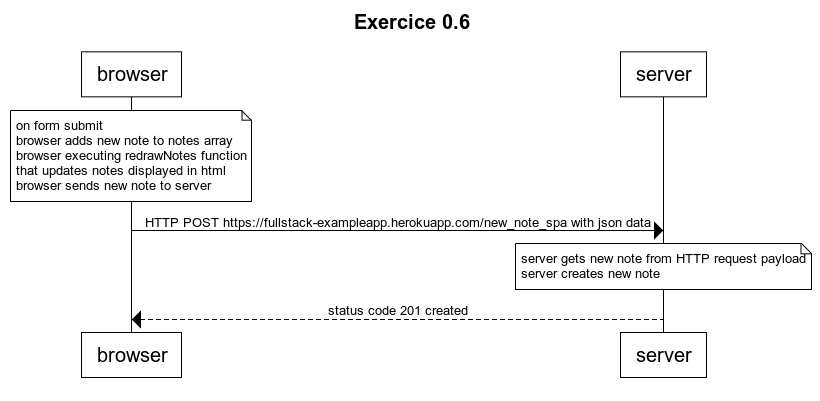 Exercice 0.6
browser
server
on form submit
browser adds new note to notes array
browser executing redrawNotes function
that updates notes displayed in html
browser sends new note to server
HTTP POST https://fullstack-exampleapp.herokuapp.com/new_note_spa with json data
server gets new note from HTTP request payload
server creates new note
status code 201 created
browser
server